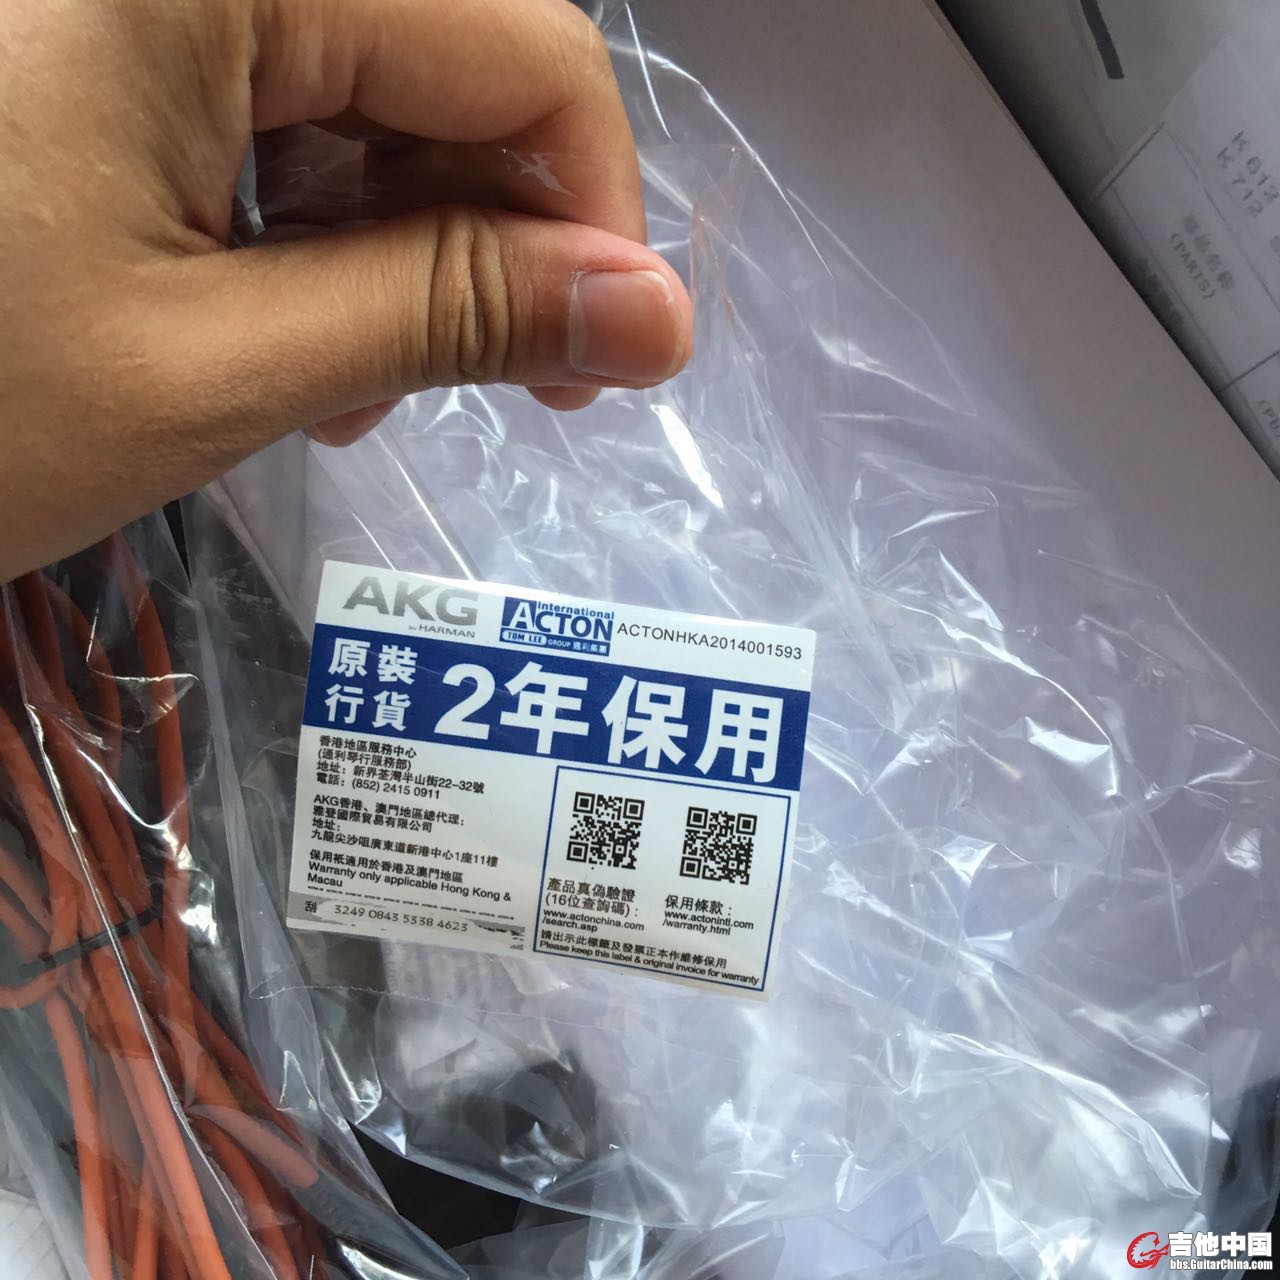 AKG
by HARMAN
International
ACTON
TOM LEE GROUP 通利集團
ACTONHKA2014001593
原裝
行貨
2年保用
香港地區服務中心
(通利琴行服務部)
地址：新界荃灣半山街22-32號
電話：(852) 2415 0911
AKG香港、澳門地區總代理：
雅登國際貿易有限公司
地址：
九龍尖沙咀廣東道新港中心1座11樓
保用祇適用於香港及澳門地區
Warranty only applicable Hong Kong &
Macau
刮
3249 0843 5338 4623
產品真偽驗證
(16位查詢碼)：
www.actonchina.com
/search.asp
保用條款：
www.actonintl.com
/warranty.html
請出示此標籤及發票正本作維修保用
Please keep this label & original invoice for warranty
K612
K712
產品名稱
(PARTS)
吉他中国
bbs.GuitarChina.com